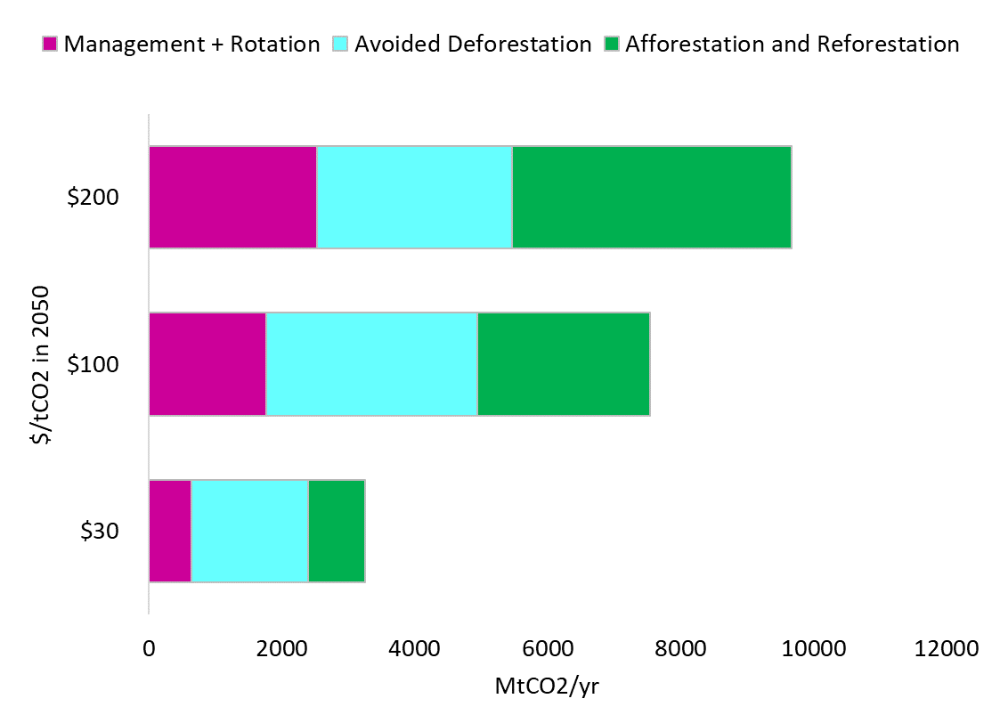 Management + Rotation Avoided Deforestation Afforestation and Reforestation
$200
$100
$30
$/tCO2 in 2050
0 2000 4000 6000 8000 10000 12000
MtCO2/yr